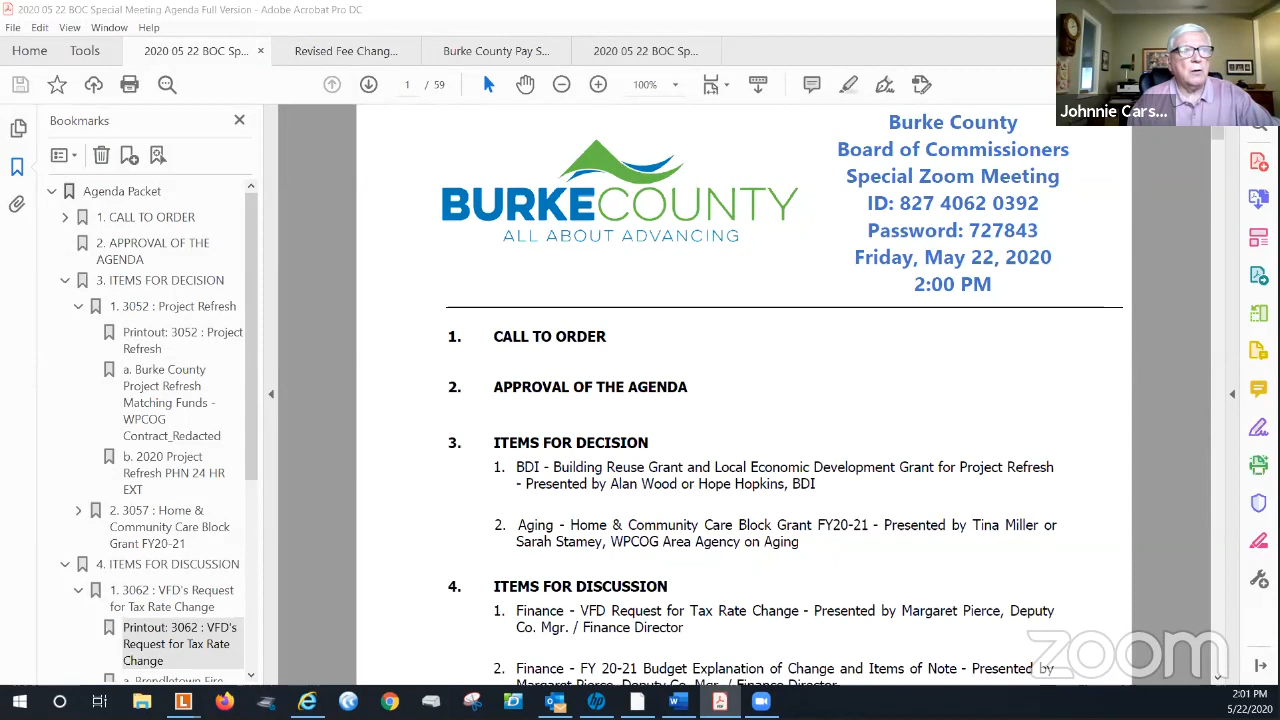 2020 05 22 BOC Special Meeting Agenda Full Version - Adobe Acrobat Pro DC
File Edit View Window Help
Home Tools 2020 05 22 BOC Sp... × Revised Fee Rang... Burke County Pay S... 2020 05 22 BOC Sp...
100%
Johnnie Cars...
Bookmarks
Agenda Packet
1. CALL TO ORDER
2. APPROVAL OF THE
AGENDA
3. ITEMS FOR DECISION
1. 3052 : Project Refresh
Printout: 3052 : Project
Refresh
a. Burke County
Project Refresh
Matching Funds -
WPCOG
Contract_Redacted
b. 2020 Project
Refresh PHN 24 HR
EXT
2. 3057 : Home &
Community Care Block
Grant FY20-21
4. ITEMS FOR DISCUSSION
1. 3062 : VFD's Request
for Tax Rate Change
Printout: 3062 : VFD's
Request for Tax Rate
Change
a. Brendletown Fire
BURKECOUNTY
ALL ABOUT ADVANCING
Burke County
Board of Commissioners
Special Zoom Meeting
ID: 827 4062 0392
Password: 727843
Friday, May 22, 2020
2:00 PM
1. CALL TO ORDER
2. APPROVAL OF THE AGENDA
3. ITEMS FOR DECISION
1. BDI - Building Reuse Grant and Local Economic Development Grant for Project Refresh
- Presented by Alan Wood or Hope Hopkins, BDI
2. Aging - Home & Community Care Block Grant FY20-21 - Presented by Tina Miller or
Sarah Stamey, WPCOG Area Agency on Aging
4. ITEMS FOR DISCUSSION
1. Finance - VFD Request for Tax Rate Change - Presented by Margaret Pierce, Deputy
Co. Mgr. / Finance Director
2. Finance - FY 20-21 Budget Explanation of Change and Items of Note - Presented by
Margaret Pierce, Deputy Co. Mgr. / Finance Director
zoom
2:01 PM
5/22/2020